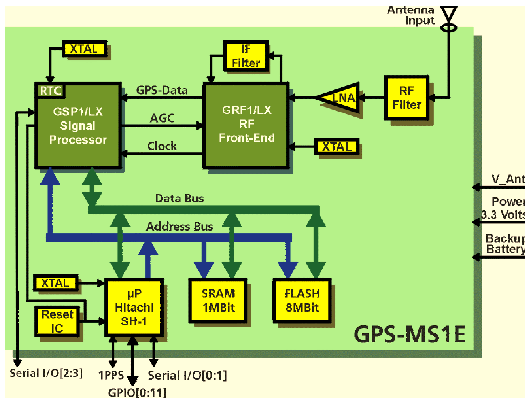 Antenna
Input
XTAL
IF
Filter
RTC
GPS-Data
GSP1/LX
Signal
Processor
AGC
Clock
GRF1/LX
RF
Front-End
LNA
RF
Filter
XTAL
V_Ant
Power
3.3 Volts
Backup
Battery
Data Bus
Address Bus
XTAL
Reset
IC
µP
Hitachi
SH-1
SRAM
1MBit
FLASH
8MBit
GPS-MS1E
Serial I/O[2:3]
1PPS
Serial I/O[0:1]
GPIO[0:11]